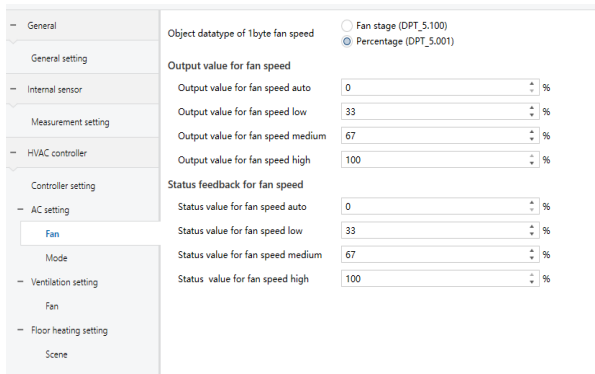 General
General setting
Internal sensor
Measurement setting
HVAC controller
Controller setting
AC setting
Fan
Mode
Ventilation setting
Fan
Floor heating setting
Scene
Object datatype of 1byte fan speed
Fan stage (DPT_5.100)
Percentage (DPT_5.001)
Output value for fan speed
Output value for fan speed auto 0 %
Output value for fan speed low 33 %
Output value for fan speed medium 67 %
Output value for fan speed high 100 %
Status feedback for fan speed
Status value for fan speed auto 0 %
Status value for fan speed low 33 %
Status value for fan speed medium 67 %
Status value for fan speed high 100 %